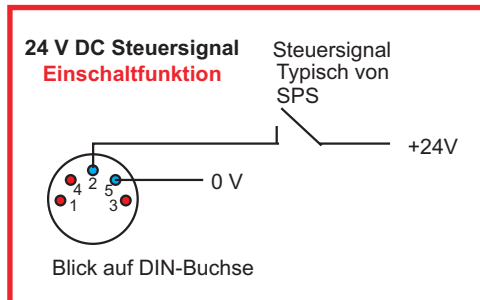 24 V DC Steuersignal
Einschaltfunktion
Steuersignal
Typisch von
SPS
+24V
0 V
4 2 5
1 3
Blick auf DIN-Buchse